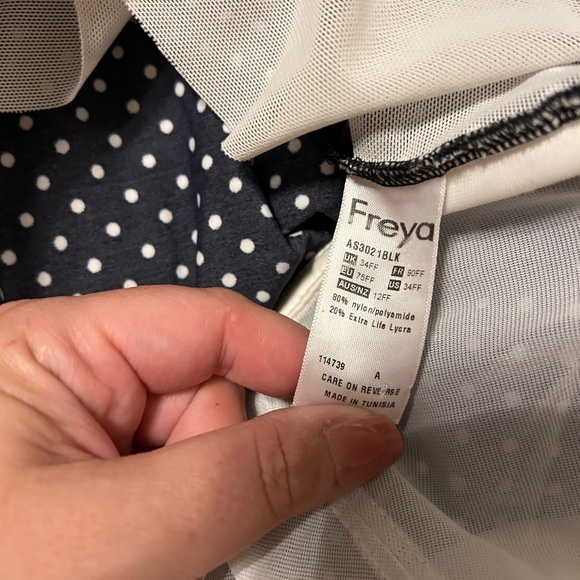 Freya
AS3021BLK
UK 34FF FR 90FF
EU 75FF US 34FF
AUS/NZ 12FF
80% nylon/polyamide
20% Extra Life Lycra
114739 A
CARE ON REVERSE
MADE IN TUNISIA